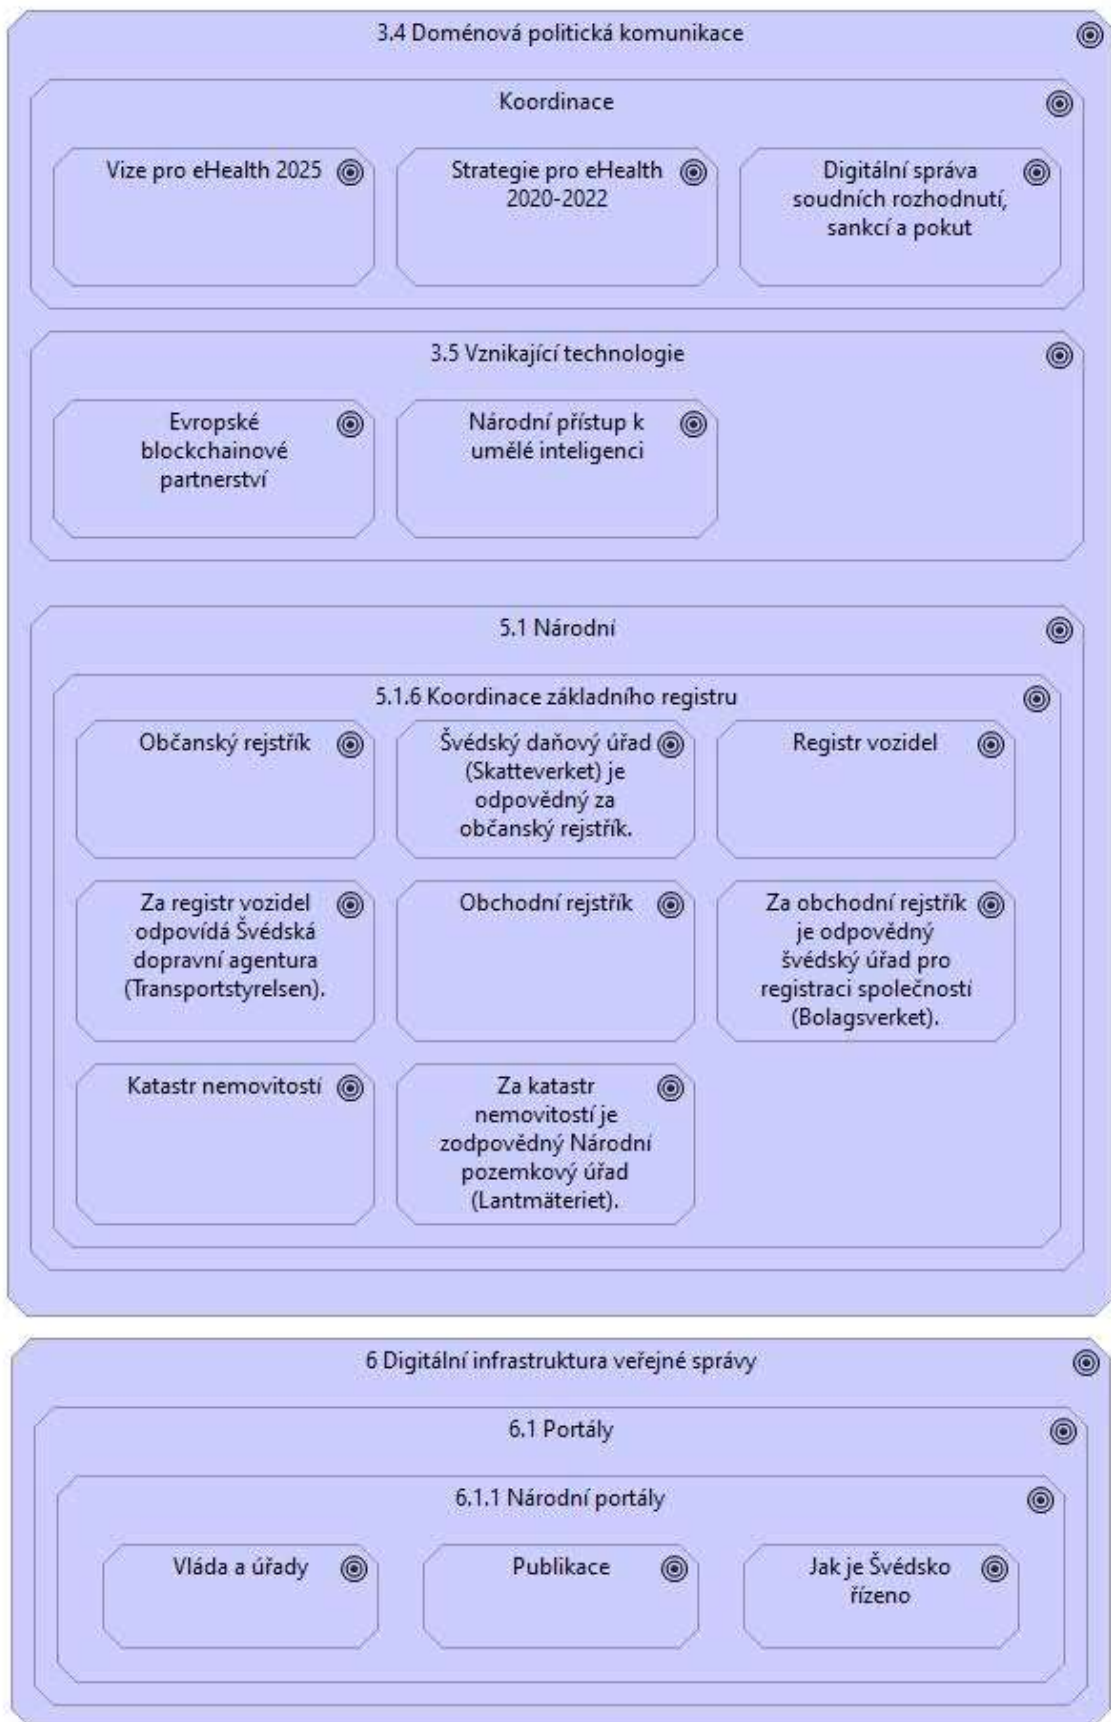 3.4 Doménová politická komunikace
Koordinace
Vize pro eHealth 2025
Strategie pro eHealth
2020-2022
Digitální správa
soudních rozhodnutí,
sankcí a pokut
3.5 Vznikající technologie
Evropské
blockchainové
partnerství
Národní přístup k
umělé inteligenci
5.1 Národní
5.1.6 Koordinace základního registru
Občanský rejstřík
Švédský daňový úřad
(Skatteverket) je
odpovědný za
občanský rejstřík.
Registr vozidel
Za registr vozidel
odpovídá Švédská
dopravní agentura
(Transportstyrelsen).
Obchodní rejstřík
Za obchodní rejstřík
je odpovědný
švédský úřad pro
registraci společností
(Bolagsverket).
Katastr nemovitostí
Za katastr
nemovitostí je
zodpovědný Národní
pozemkový úřad
(Lantmäteriet).
6 Digitální infrastruktura veřejné správy
6.1 Portály
6.1.1 Národní portály
Vláda a úřady
Publikace
Jak je Švédsko
řízeno